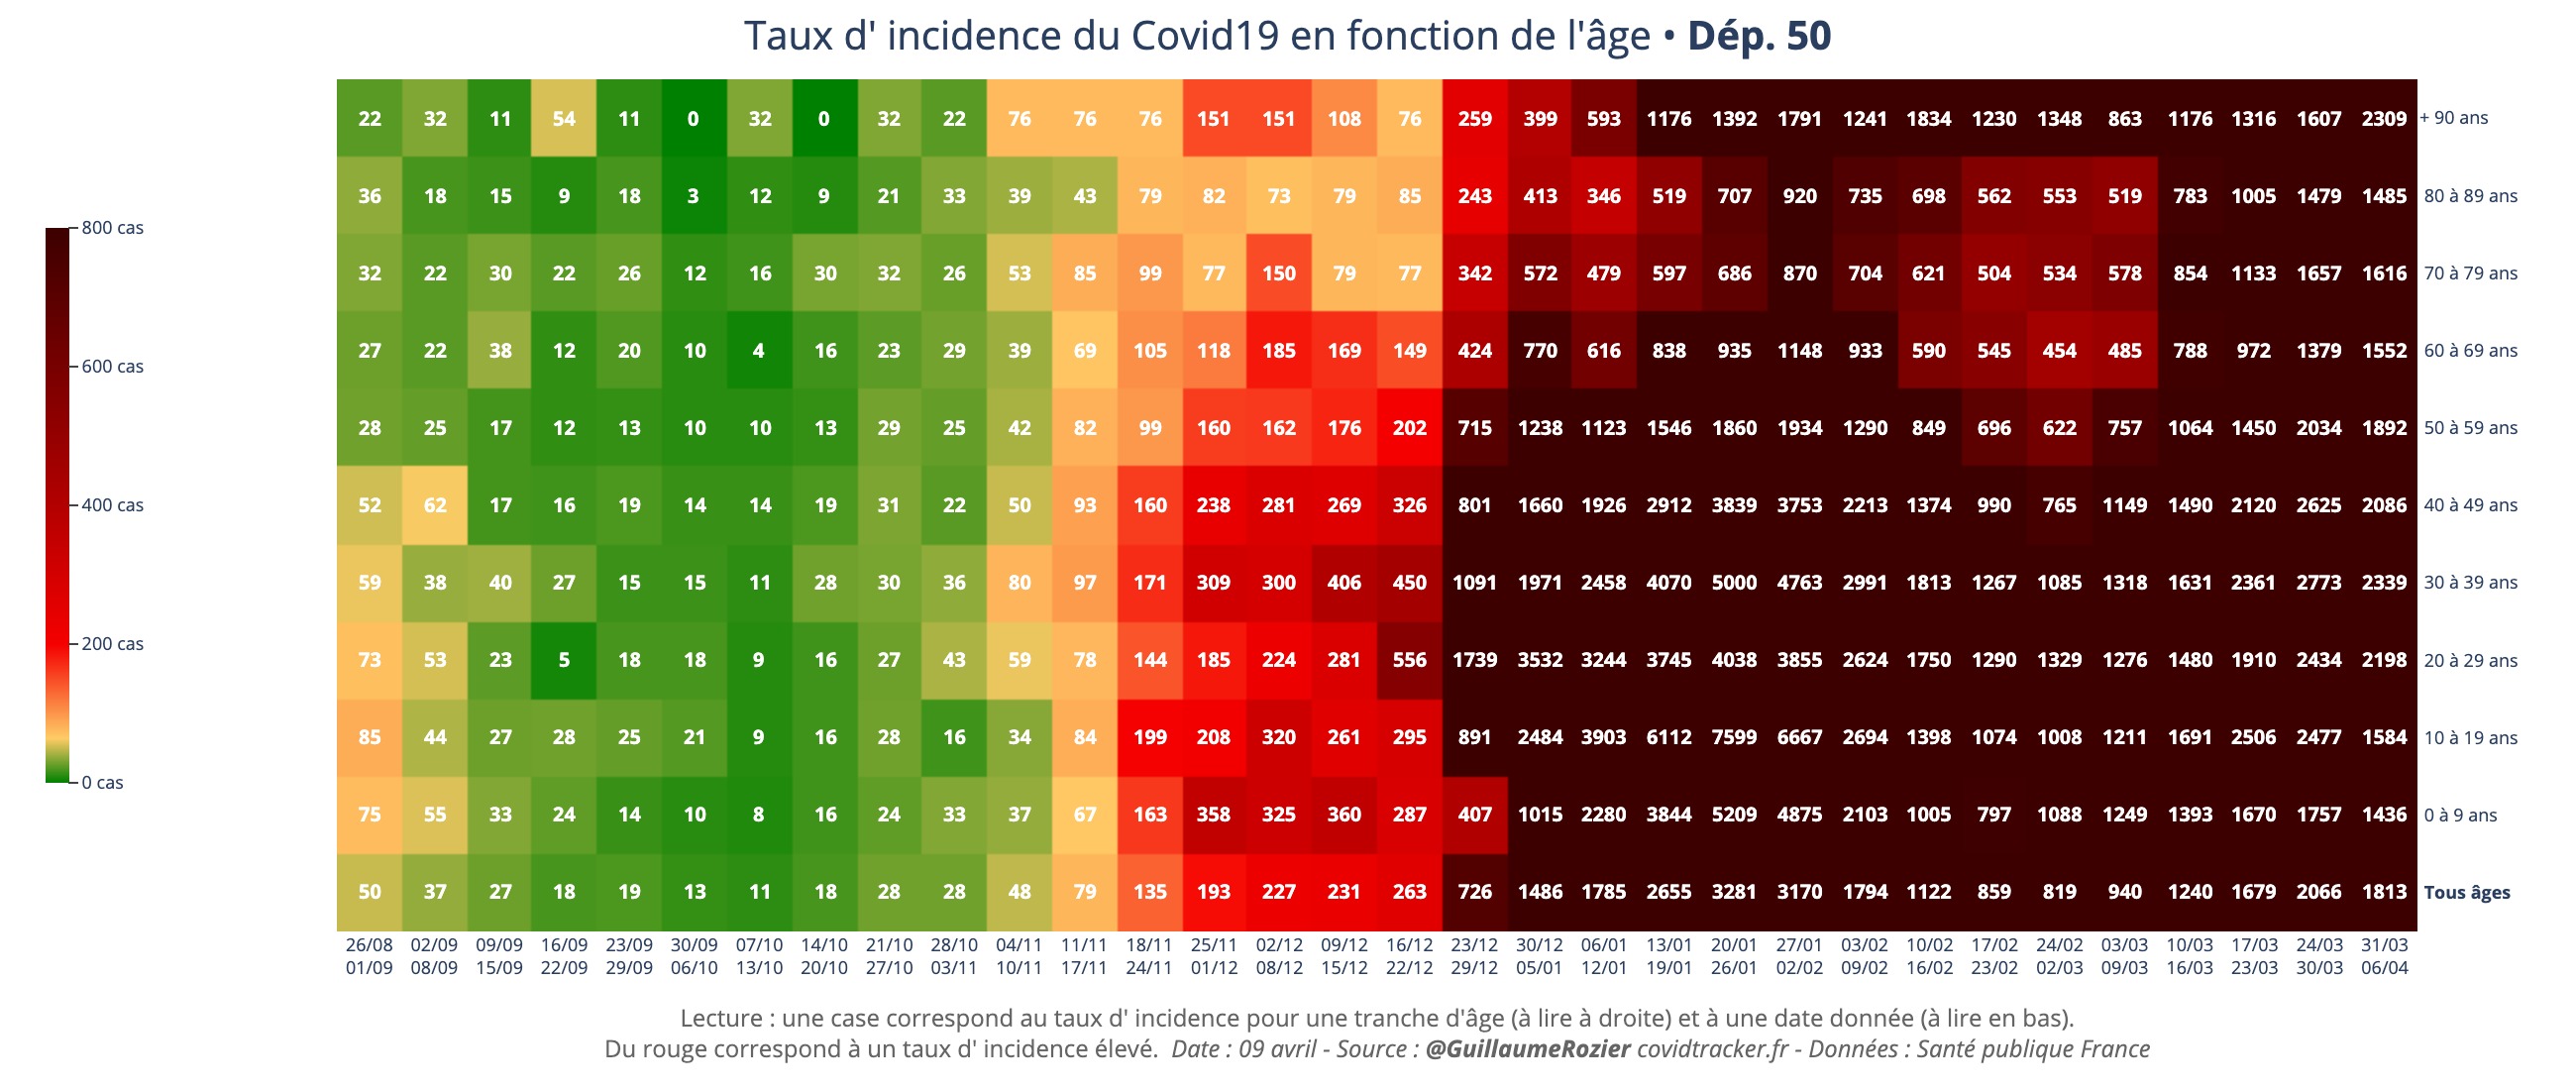 Taux d' incidence du Covid19 en fonction de l'âge • Dép. 50
800 cas
600 cas
400 cas
200 cas
0 cas
22 32 11 54 11 0 32 0 32 22 76 76 76 151 151 108 76 259 399 593 1176 1392 1791 1241 1834 1230 1348 863 1176 1316 1607 2309 + 90 ans
36 18 15 9 18 3 12 9 21 33 39 43 79 82 73 79 85 243 413 346 519 707 920 735 698 562 553 519 783 1005 1479 1485 80 à 89 ans
32 22 30 22 26 12 16 30 32 26 53 85 99 77 150 79 77 342 572 479 597 686 870 704 621 504 534 578 854 1133 1657 1616 70 à 79 ans
27 22 38 12 20 10 4 16 23 29 39 69 105 118 185 169 149 424 770 616 838 935 1148 933 590 545 454 485 788 972 1379 1552 60 à 69 ans
28 25 17 12 13 10 10 13 29 25 42 82 99 160 162 176 202 715 1238 1123 1546 1860 1934 1290 849 696 622 757 1064 1450 2034 1892 50 à 59 ans
52 62 17 16 19 14 14 19 31 22 50 93 160 238 281 269 326 801 1660 1926 2912 3839 3753 2213 1374 990 765 1149 1490 2120 2625 2086 40 à 49 ans
59 38 40 27 15 15 11 28 30 36 80 97 171 309 300 406 450 1091 1971 2458 4070 5000 4763 2991 1813 1267 1085 1318 1631 2361 2773 2339 30 à 39 ans
73 53 23 5 18 18 9 16 27 43 59 78 144 185 224 281 556 1739 3532 3244 3745 4038 3855 2624 1750 1290 1329 1276 1480 1910 2434 2198 20 à 29 ans
85 44 27 28 25 21 9 16 28 16 34 84 199 208 320 261 295 891 2484 3903 6112 7599 6667 2694 1398 1074 1008 1211 1691 2506 2477 1584 10 à 19 ans
75 55 33 24 14 10 8 16 24 33 37 67 163 358 325 360 287 407 1015 2280 3844 5209 4875 2103 1005 797 1088 1249 1393 1670 1757 1436 0 à 9 ans
50 37 27 18 19 13 11 18 28 28 48 79 135 193 227 231 263 726 1486 1785 2655 3281 3170 1794 1122 859 819 940 1240 1679 2066 1813 Tous âges
26/08 02/09 09/09 16/09 23/09 30/09 07/10 14/10 21/10 28/10 04/11 11/11 18/11 25/11 02/12 09/12 16/12 23/12 30/12 06/01 13/01 20/01 27/01 03/02 10/02 17/02 24/02 03/03 10/03 17/03 24/03 31/03
01/09 08/09 15/09 22/09 29/09 06/10 13/10 20/10 27/10 03/11 10/11 17/11 24/11 01/12 08/12 15/12 22/12 29/12 05/01 12/01 19/01 26/01 02/02 09/02 16/02 23/02 02/03 09/03 16/03 23/03 30/03 06/04
Lecture : une case correspond au taux d' incidence pour une tranche d'âge (à lire à droite) et à une date donnée (à lire en bas).
Du rouge correspond à un taux d' incidence élevé. Date : 09 avril - Source : @GuillaumeRozier covidtracker.fr - Données : Santé publique France